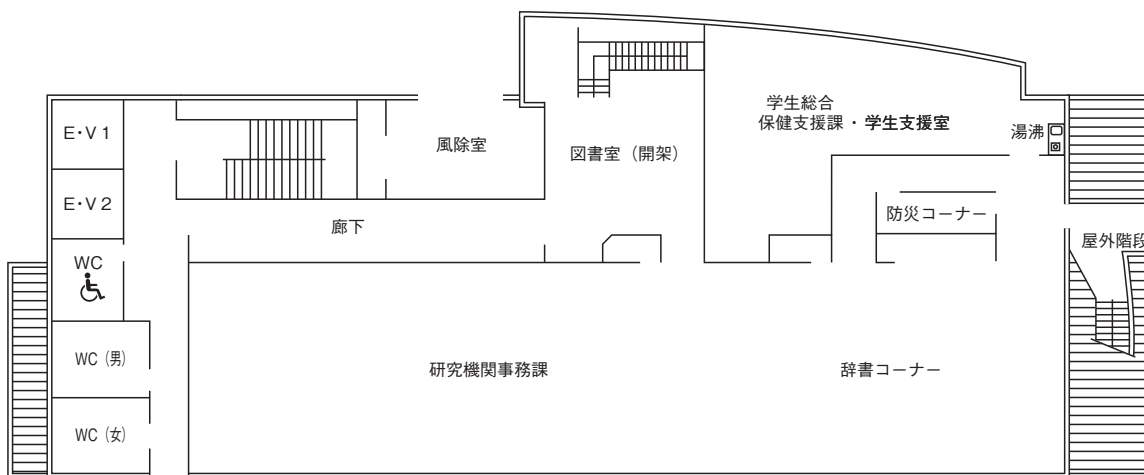 E・V1
E・V2
WC
WC（男）
WC（女）
風除室
廊下
図書室（開架）
学生総合
保健支援課・学生支援室
湯沸
防災コーナー
屋外階段
研究機関事務課
辞書コーナー